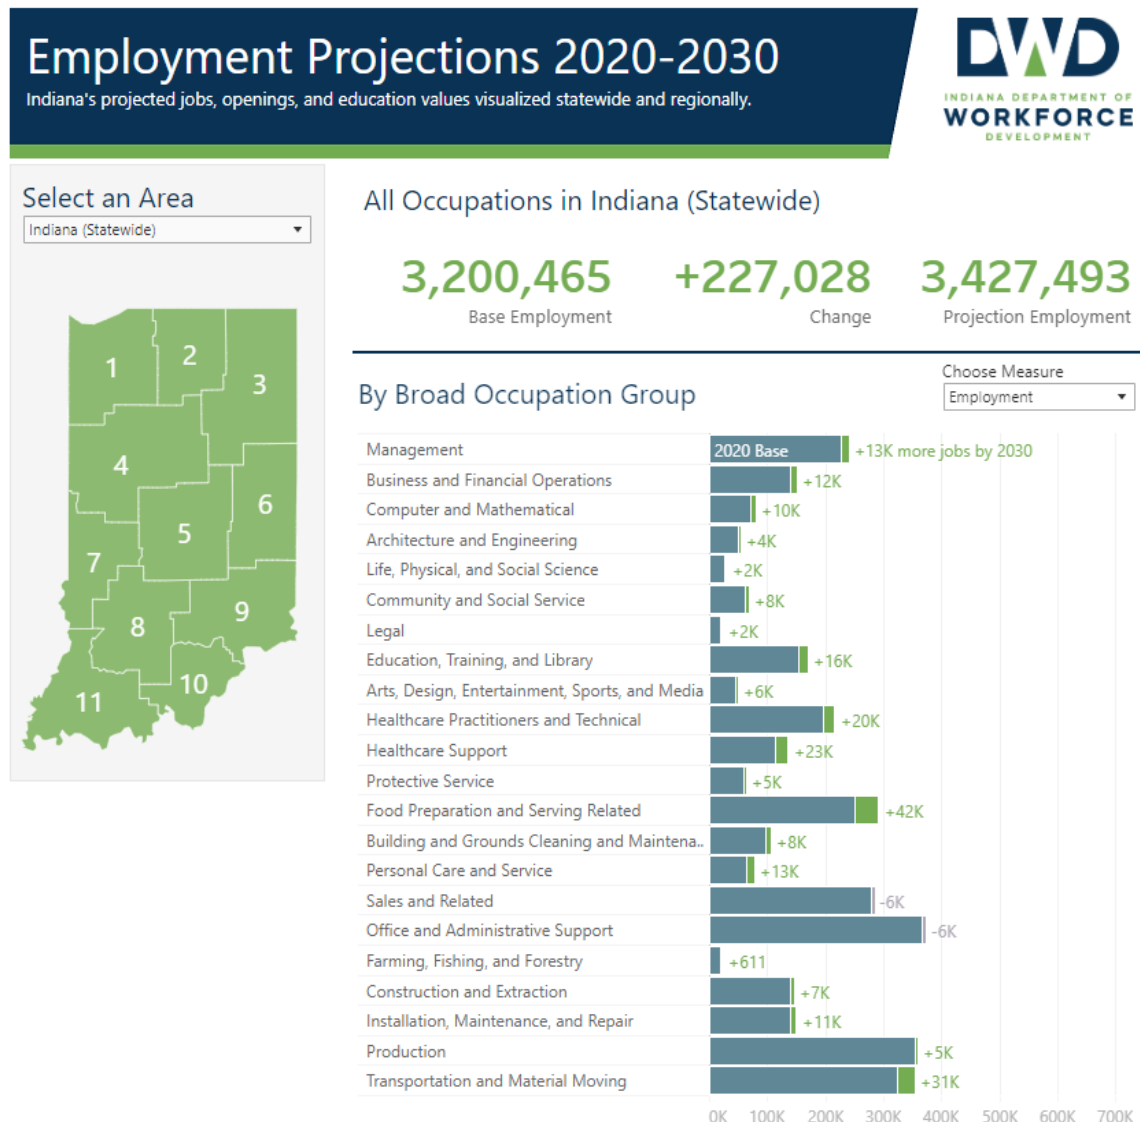 Employment Projections 2020-2030
Indiana's projected jobs, openings, and education values visualized statewide and regionally.
DWD
INDIANA DEPARTMENT OF
WORKFORCE
DEVELOPMENT
Select an Area
Indiana (Statewide)
1
2
3
4
5
6
7
8
9
10
11
All Occupations in Indiana (Statewide)
3,200,465 +227,028 3,427,493
Base Employment Change Projection Employment
Choose Measure
By Broad Occupation Group
Employment
Management 2020 Base +13K more jobs by 2030
Business and Financial Operations +12K
Computer and Mathematical +10K
Architecture and Engineering +4K
Life, Physical, and Social Science +2K
Community and Social Service +8K
Legal +2K
Education, Training, and Library +16K
Arts, Design, Entertainment, Sports, and Media +6K
Healthcare Practitioners and Technical +20K
Healthcare Support +23K
Protective Service +5K
Food Preparation and Serving Related +42K
Building and Grounds Cleaning and Maintena.. +8K
Personal Care and Service +13K
Sales and Related -6K
Office and Administrative Support -6K
Farming, Fishing, and Forestry +611
Construction and Extraction +7K
Installation, Maintenance, and Repair +11K
Production +5K
Transportation and Material Moving +31K
0K 100K 200K 300K 400K 500K 600K 700K